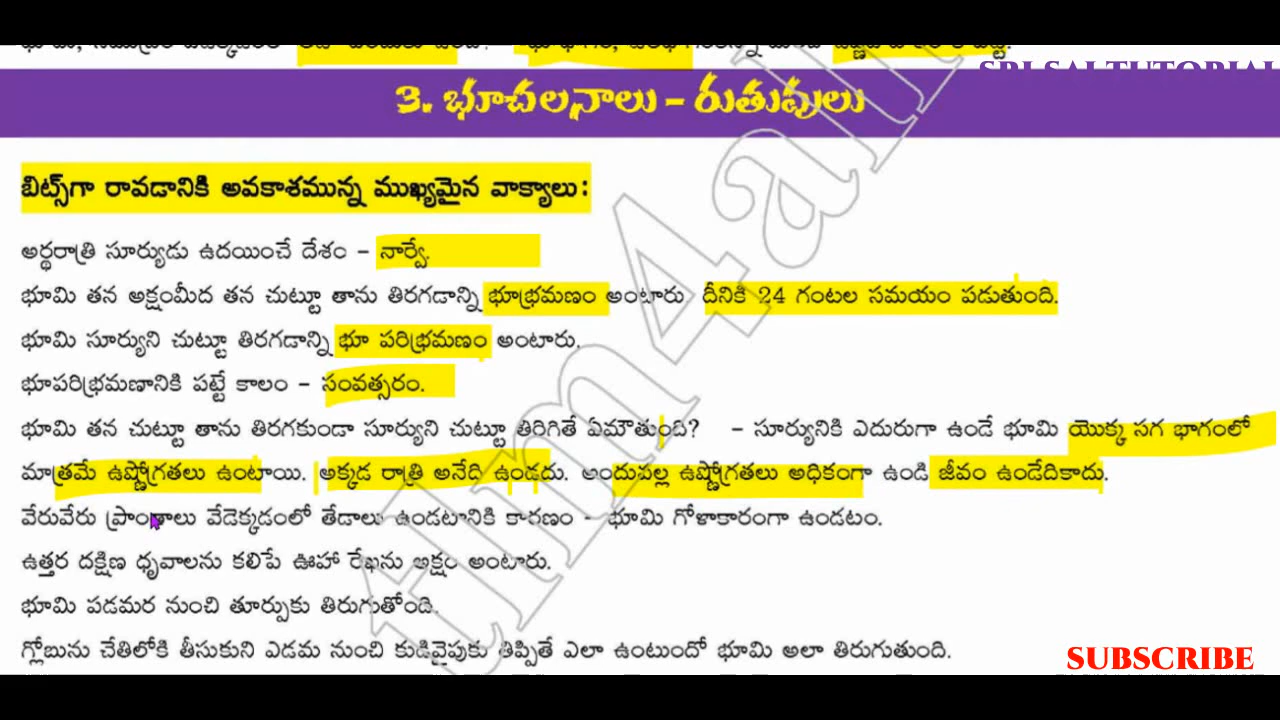 SRI SAI TUTORIAL
3. భూచలనాలు – రుతువులు
బిట్స్‌గా రావడానికి అవకాశమున్న ముఖ్యమైన వాక్యాలు :
అర్ధరాత్రి సూర్యుడు ఉదయించే దేశం – నార్వే.
భూమి తన అక్షంమీద తన చుట్టూ తాను తిరగడాన్ని భూభ్రమణం అంటారు. దీనికి 24 గంటల సమయం పడుతుంది.
భూమి సూర్యుని చుట్టూ తిరగడాన్ని భూ పరిభ్రమణం అంటారు.
భూపరిభ్రమణానికి పట్టే కాలం – సంవత్సరం.
భూమి తన చుట్టూ తాను తిరగకుండా సూర్యుని చుట్టూ తిరిగితే ఏమౌతుంది? – సూర్యునికి ఎదురుగా ఉండే భూమి యొక్క సగ భాగంలో
మాత్రమే ఉష్ణోగ్రతలు ఉంటాయి. అక్కడ రాత్రి అనేది ఉండదు. అందువల్ల ఉష్ణోగ్రతలు అధికంగా ఉండి జీవం ఉండేదికాదు.
వేరువేరు ప్రాంతాలు వేడెక్కడంలో తేడాలు ఉండటానికి కారణం – భూమి గోళాకారంగా ఉండటం.
ఉత్తర దక్షిణ ధృవాలను కలిపే ఊహా రేఖను అక్షం అంటారు.
భూమి పడమర నుంచి తూర్పుకు తిరుగుతోంది.
గ్లోబును చేతిలోకి తీసుకుని ఎడమ నుంచి కుడివైపుకు తిప్పితే ఎలా ఉంటుందో భూమి అలా తిరుగుతుంది.
tlm4all
SUBSCRIBE